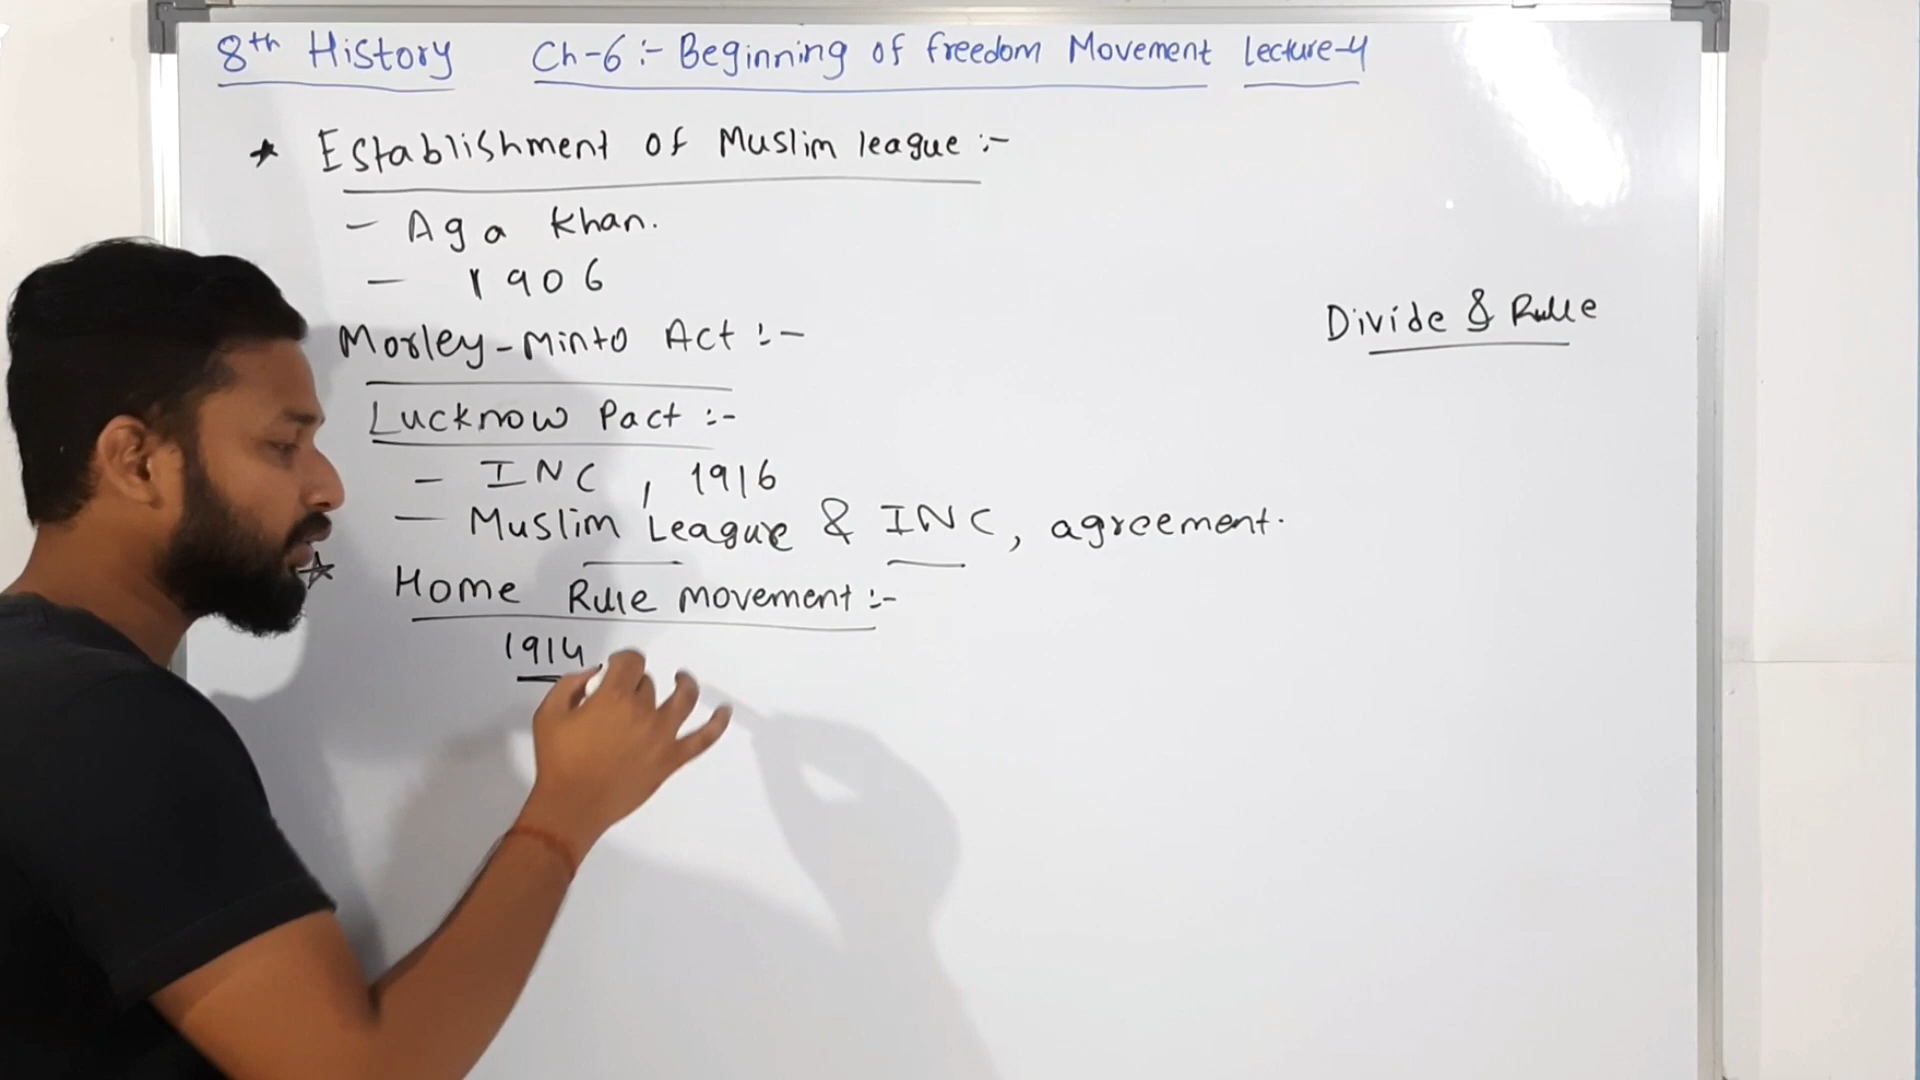 8th History Ch-6:- Beginning of freedom Movement Lecture-4
* Establishment of Muslim league :-
- Aga Khan.
- 1906
Morley-Minto Act :-
Divide & Rule
Lucknow Pact :-
- INC, 1916
- Muslim League & INC, agreement.
* Home Rule movement :-
1914